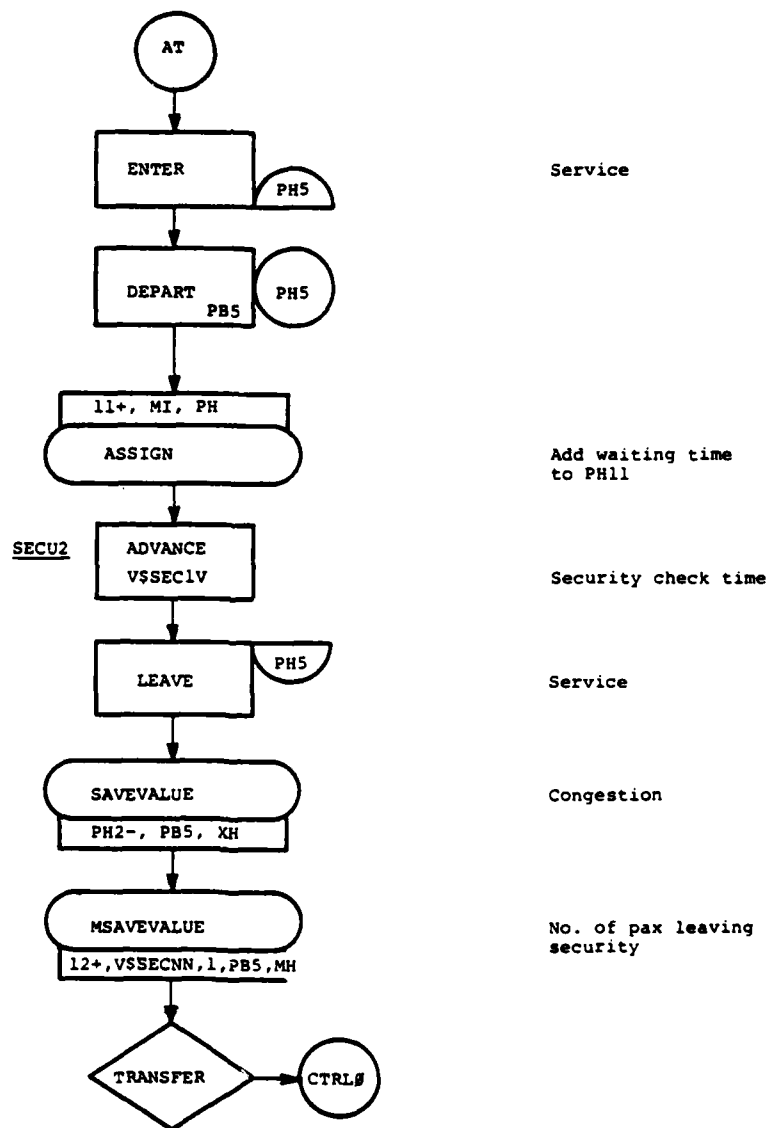 AT
ENTER
PH5
Service
DEPART
PB5
PH5
11+, MI, PH
ASSIGN
Add waiting time
to PH11
SECU2
ADVANCE
V$SEC1V
Security check time
LEAVE
PH5
Service
SAVEVALUE
Congestion
PH2-, PB5, XH
MSAVEVALUE
No. of pax leaving
security
12+,V$SECNN,1,PB5,MH
TRANSFER
CTRLØ